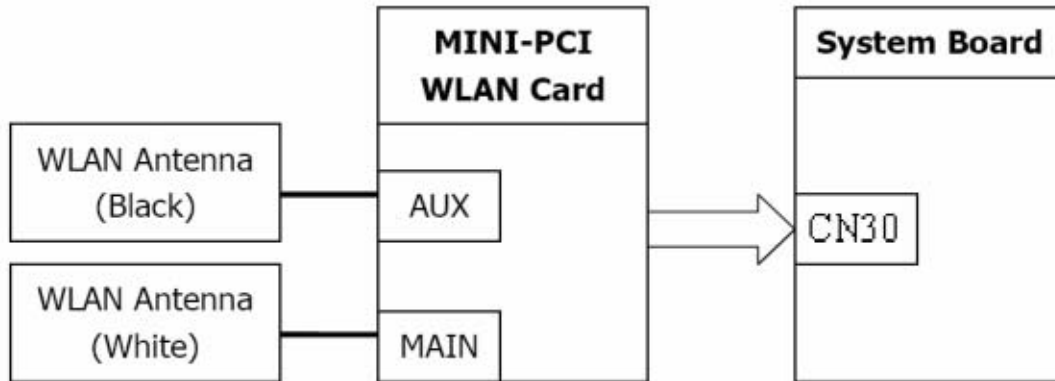 MINI-PCI
WLAN Card
System Board
WLAN Antenna
(Black)
AUX
CN30
WLAN Antenna
(White)
MAIN